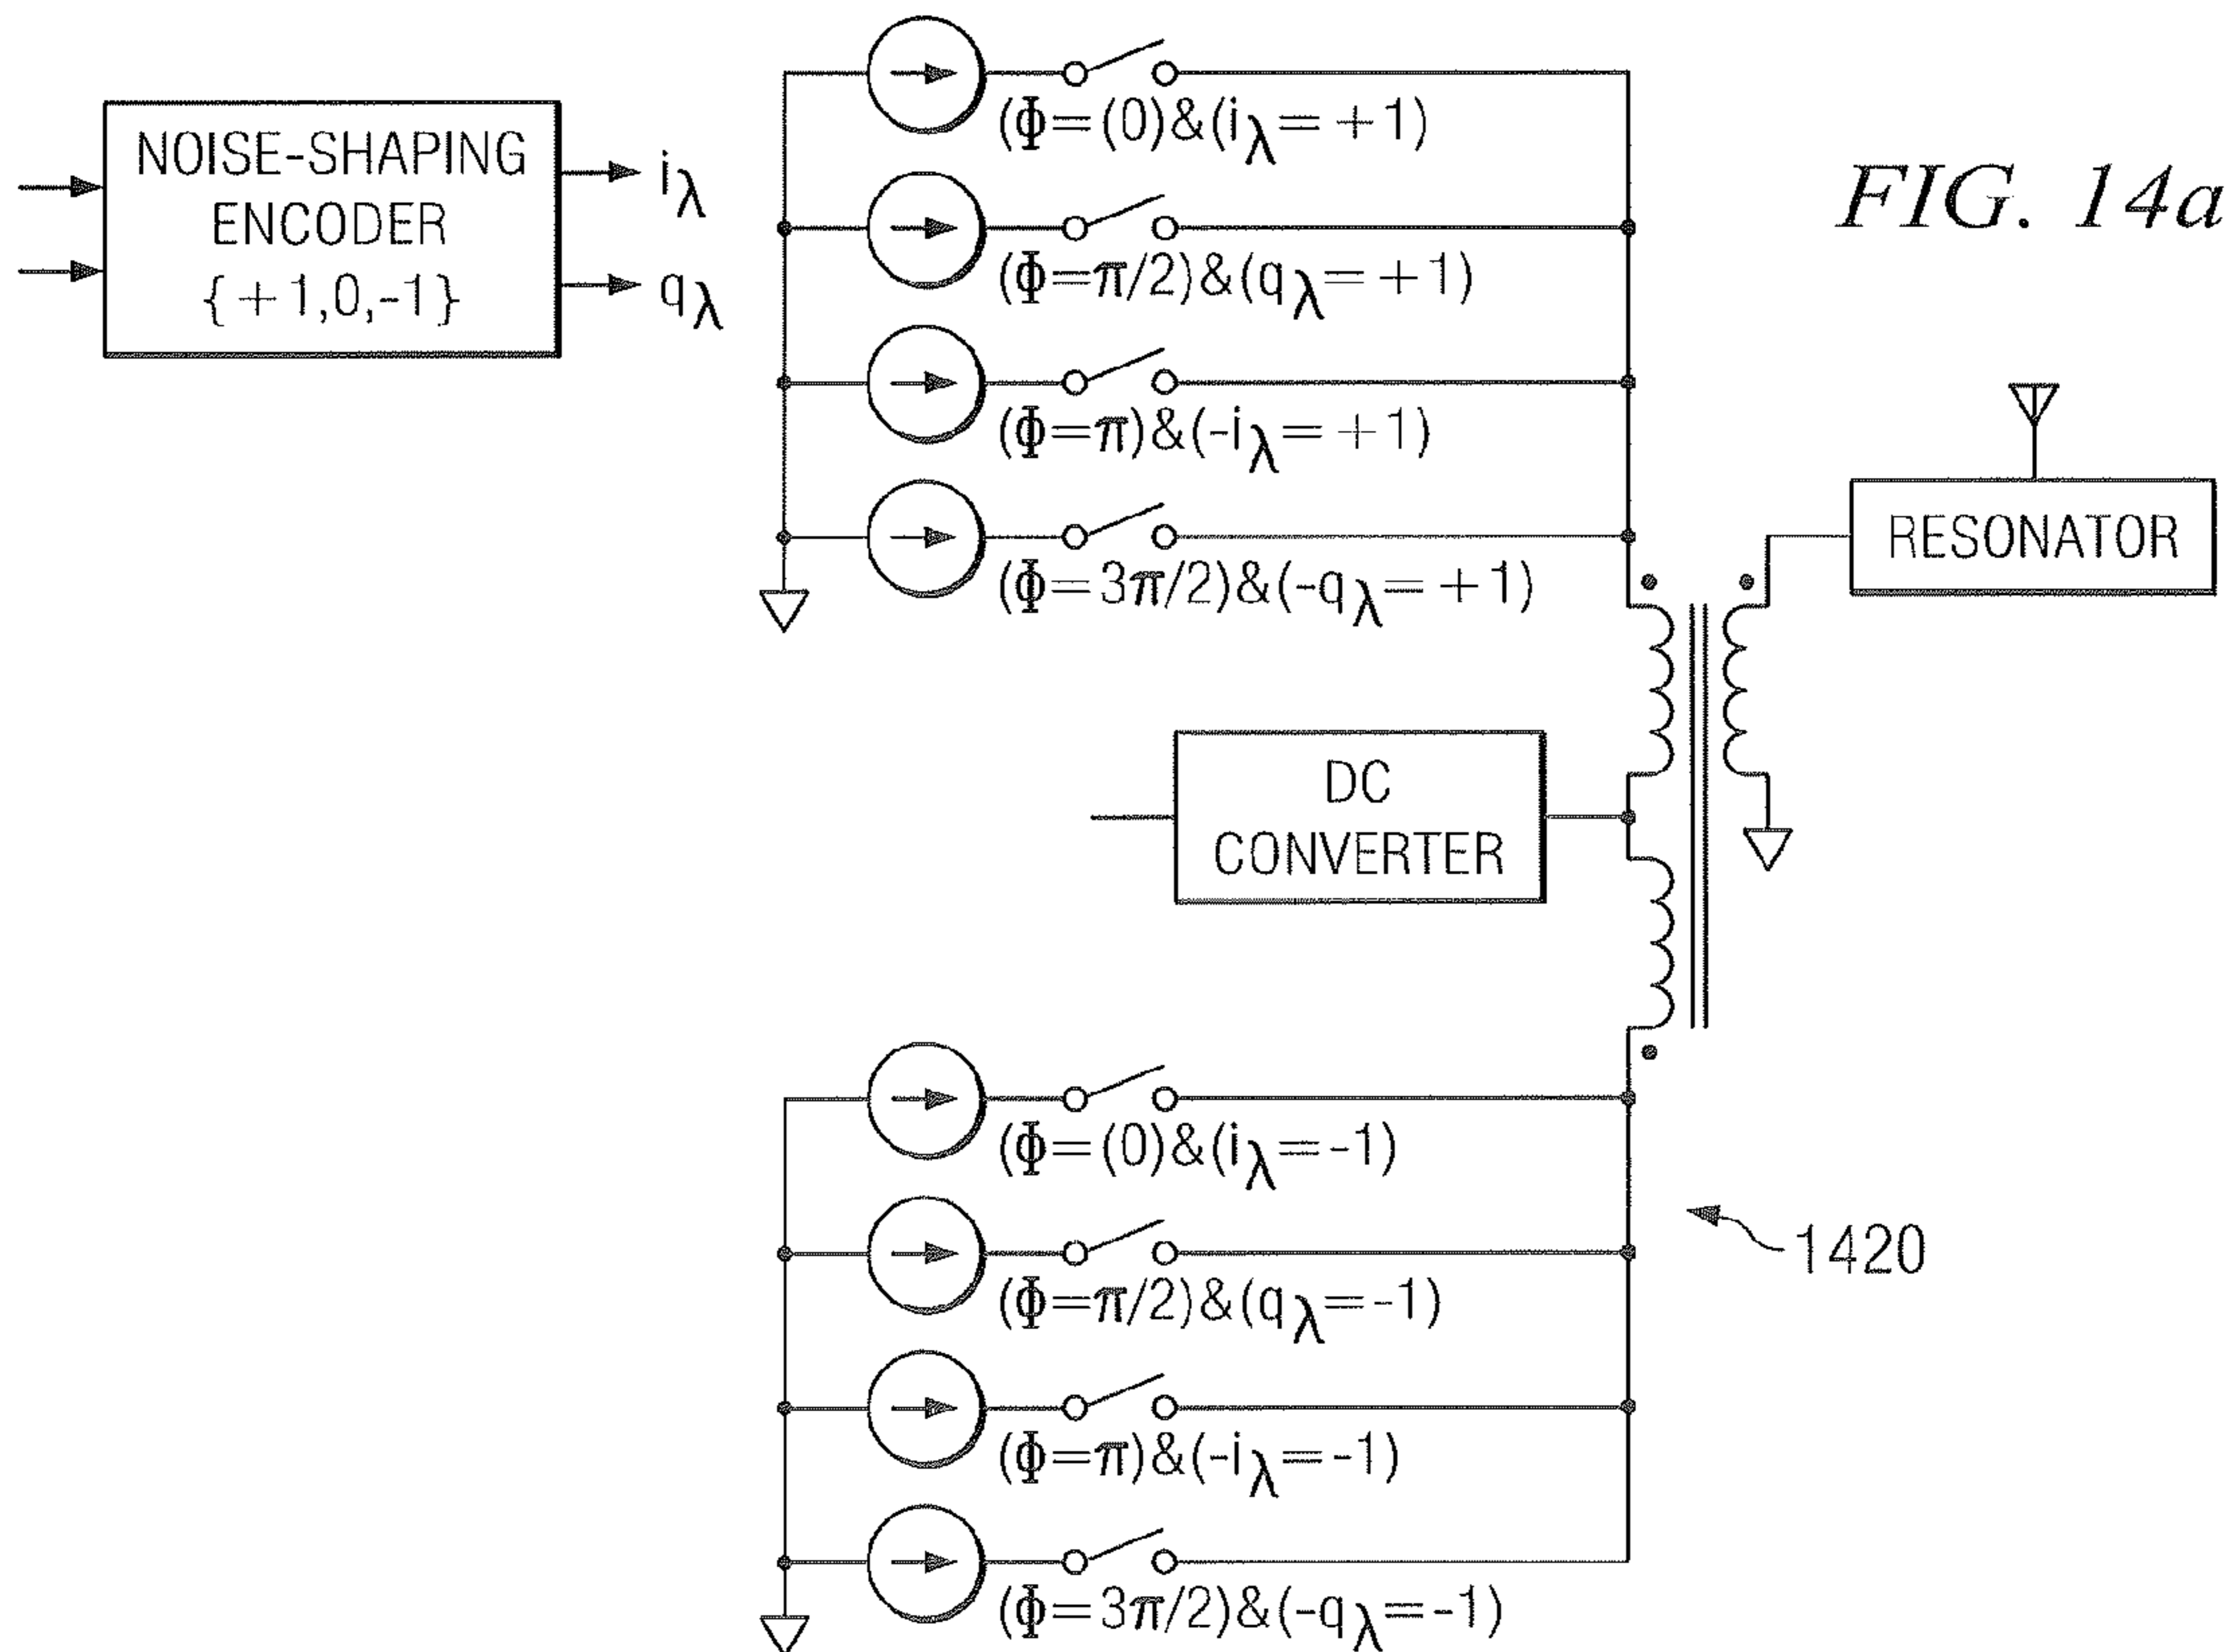 FIG. 14a
NOISE-SHAPING
ENCODER
{+1,0,-1}
iλ
qλ
(Φ=(0)&(iλ=+1)
(Φ=π/2)&(qλ=+1)
(Φ=π)&(-iλ=+1)
(Φ=3π/2)&(-qλ=+1)
RESONATOR
DC
CONVERTER
(Φ=(0)&(iλ=-1)
(Φ=π/2)&(qλ=-1)
(Φ=π)&(-iλ=-1)
(Φ=3π/2)&(-qλ=-1)
1420